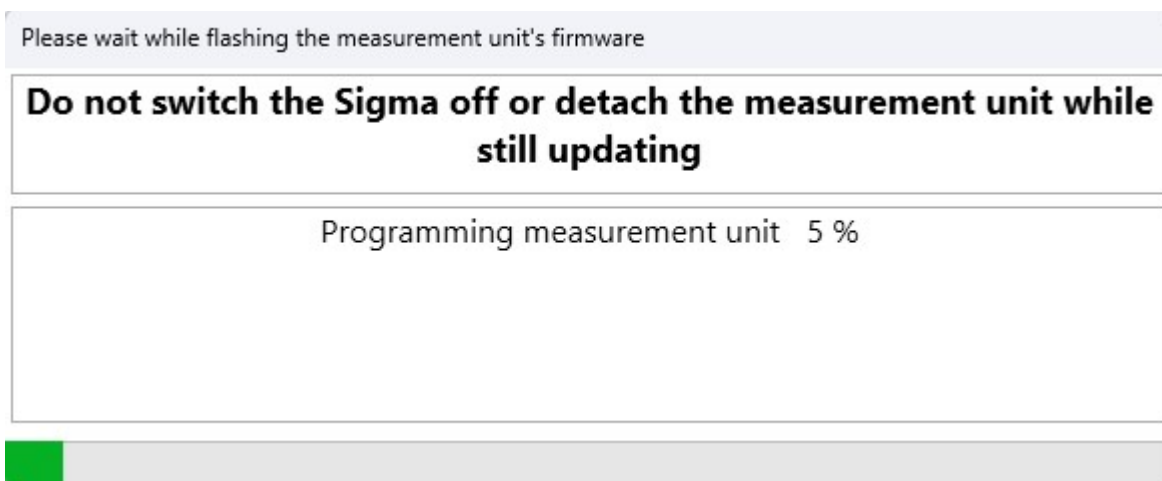 Please wait while flashing the measurement unit's firmware
Do not switch the Sigma off or detach the measurement unit while
still updating
Programming measurement unit 5 %